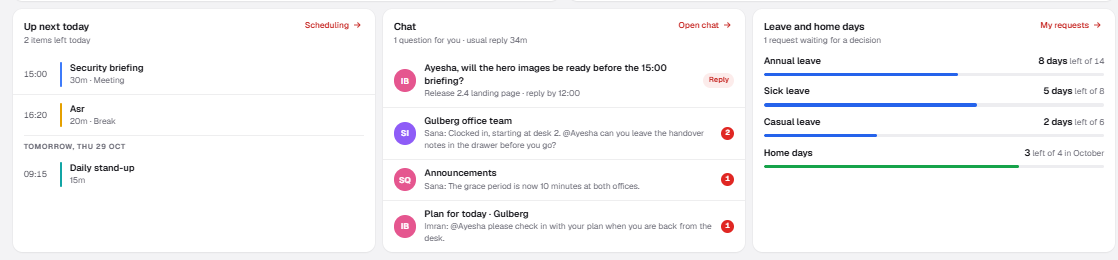 Up next today
Scheduling →
2 items left today
15:00
Security briefing
30m · Meeting
16:20
Asr
20m · Break
TOMORROW, THU 29 OCT
09:15
Daily stand-up
15m
Chat
Open chat →
1 question for you · usual reply 34m
IB
Ayesha, will the hero images be ready before the 15:00
briefing?
Release 2.4 landing page · reply by 12:00
Reply
SI
Gulberg office team
Sana: Clocked in, starting at desk 2. @Ayesha can you leave the handover
notes in the drawer before you go?
2
SQ
Announcements
Sana: The grace period is now 10 minutes at both offices.
1
IB
Plan for today · Gulberg
Imran: @Ayesha please check in with your plan when you are back from the
desk.
1
Leave and home days
My requests →
1 request waiting for a decision
Annual leave
8 days left of 14
Sick leave
5 days left of 8
Casual leave
2 days left of 6
Home days
3 left of 4 in October